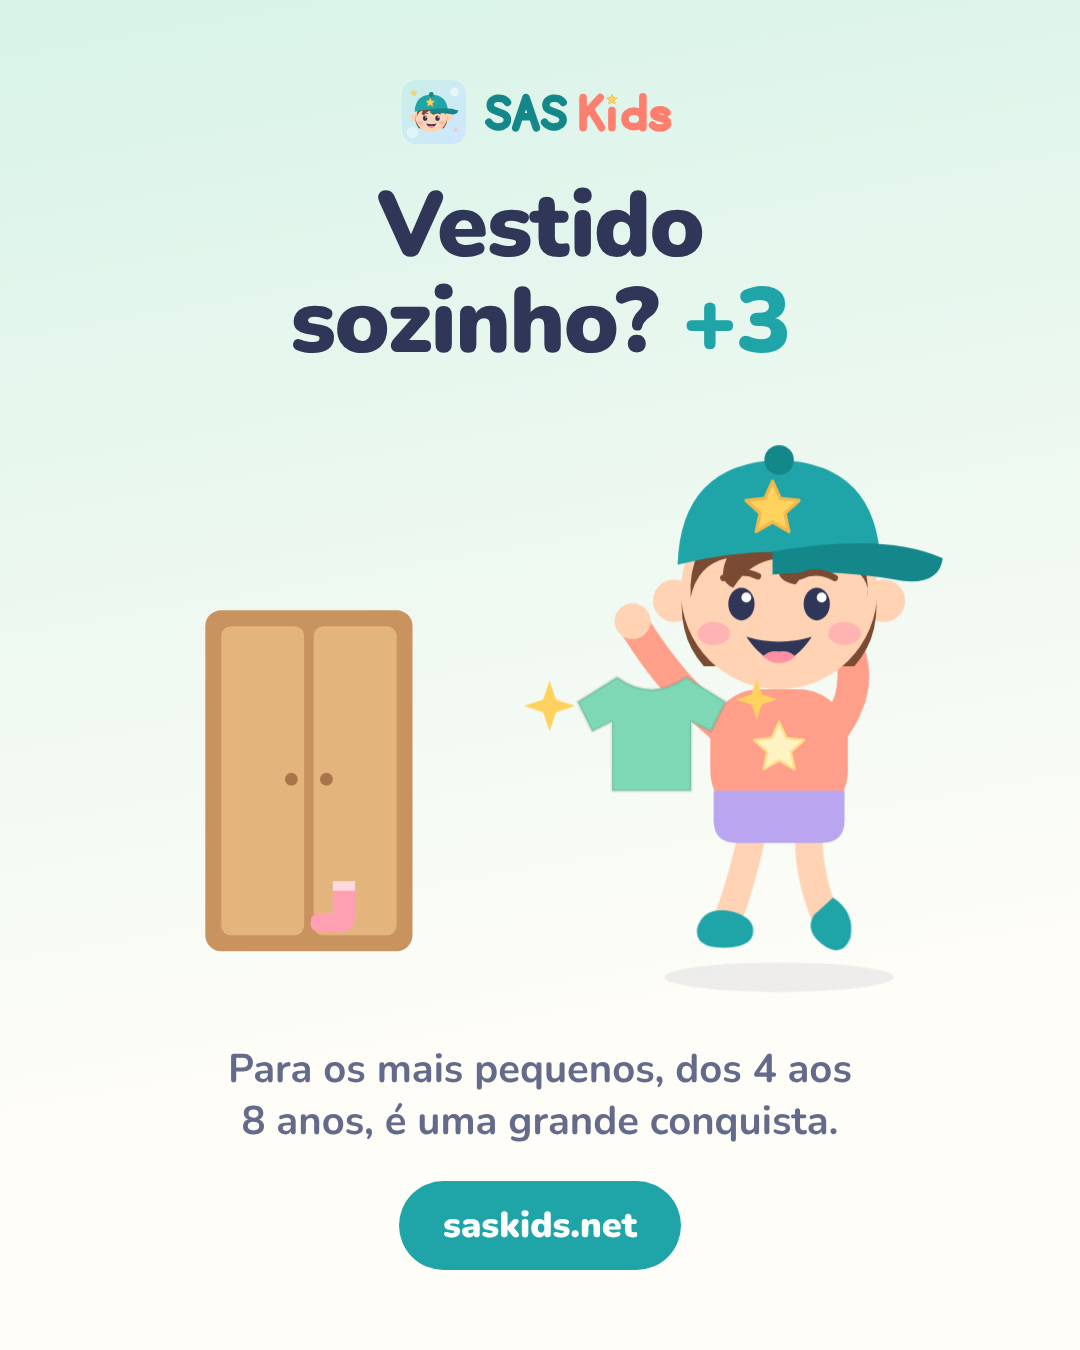 SAS Kids
Vestido
sozinho? +3
Para os mais pequenos, dos 4 aos
8 anos, é uma grande conquista.
saskids.net